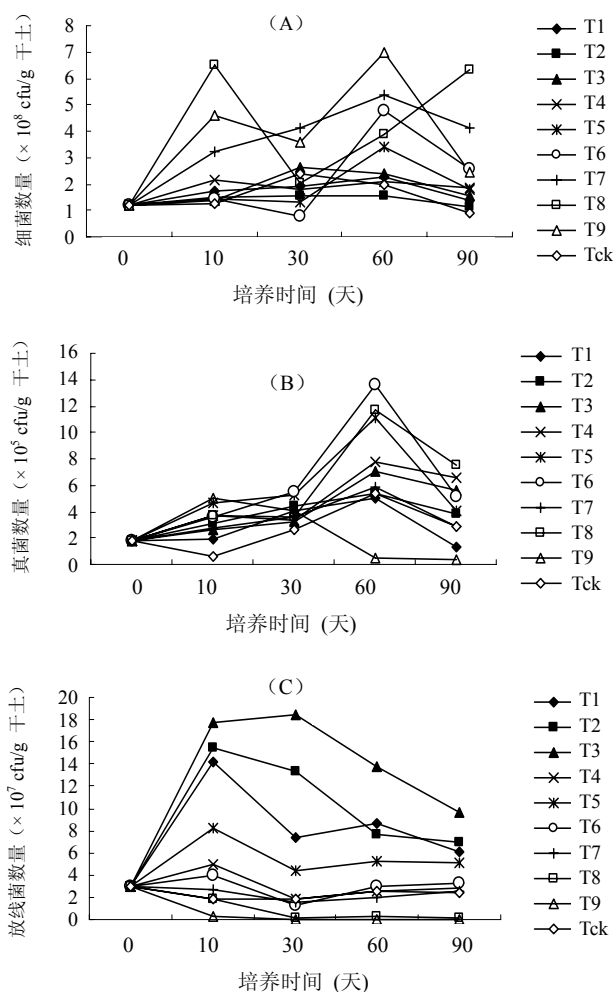 （A）
细菌数量（× 10⁸ cfu/g 干土）
8
7
6
5
4
3
2
1
0
0 10 30 60 90
培养时间 (天)
T1
T2
T3
T4
T5
T6
T7
T8
T9
Tck
（B）
真菌数量（× 10⁵ cfu/g 干土）
16
14
12
10
8
6
4
2
0
0 10 30 60 90
培养时间 (天)
T1
T2
T3
T4
T5
T6
T7
T8
T9
Tck
（C）
放线菌数量（× 10⁷ cfu/g 干土）
20
18
16
14
12
10
8
6
4
2
0
0 10 30 60 90
培养时间 (天)
T1
T2
T3
T4
T5
T6
T7
T8
T9
Tck